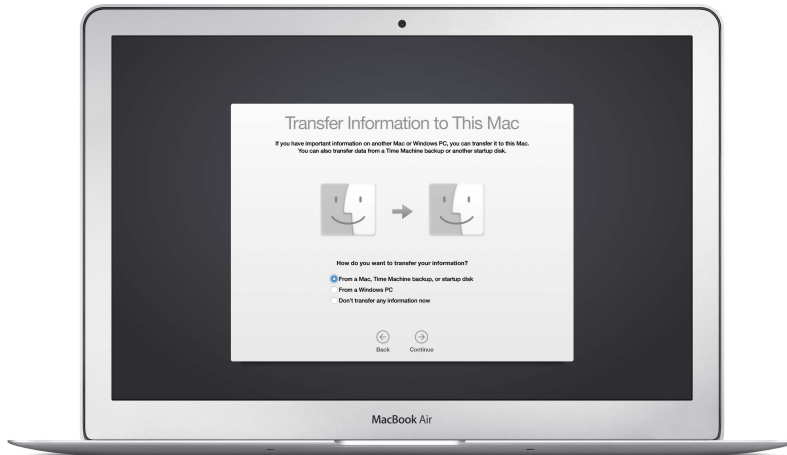 Transfer Information to This Mac
If you have important information on another Mac or Windows PC, you can transfer it to this Mac.
You can also transfer data from a Time Machine backup or another startup disk.
How do you want to transfer your information?
From a Mac, Time Machine backup, or startup disk
From a Windows PC
Don't transfer any information now
Back Continue
MacBook Air